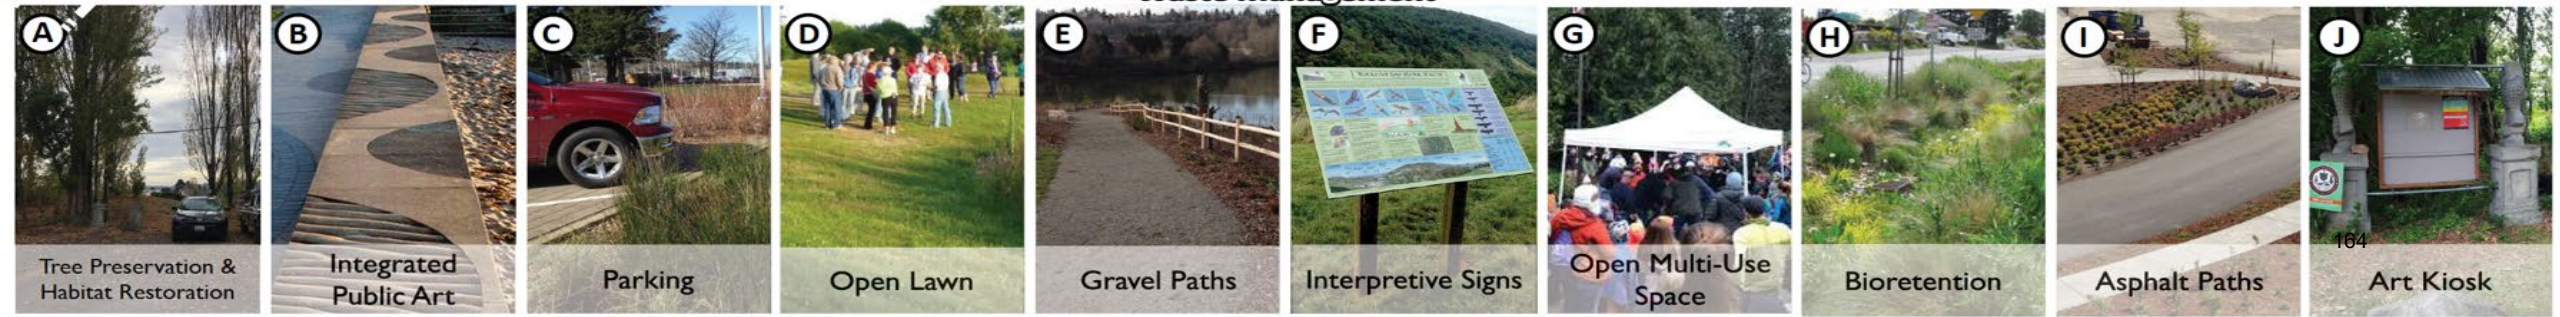 A
Tree Preservation &
Habitat Restoration
B
Integrated
Public Art
C
Parking
D
Open Lawn
E
Gravel Paths
F
Interpretive Signs
G
Open Multi-Use
Space
H
Bioretention
I
Asphalt Paths
J
164
Art Kiosk